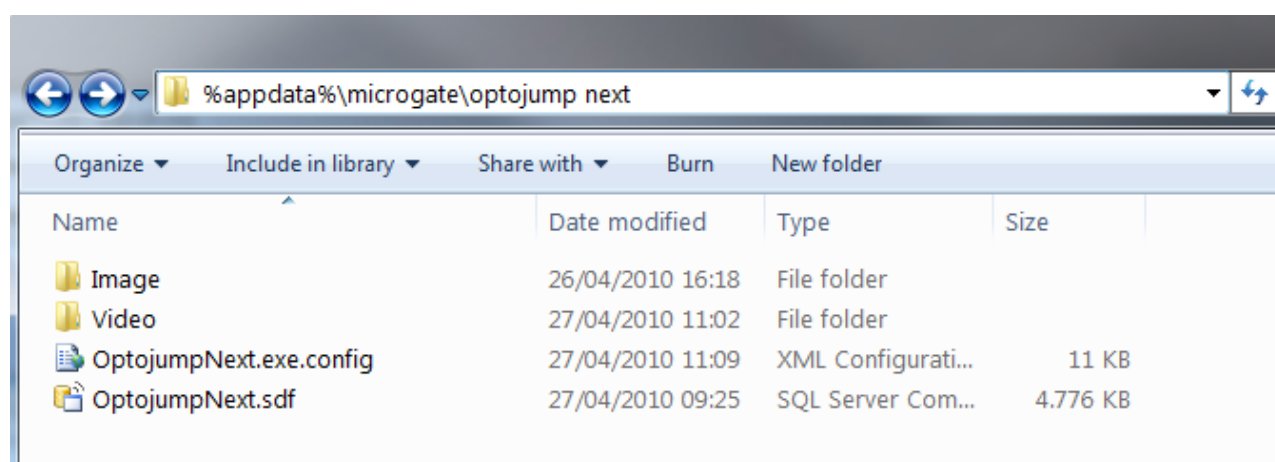 %appdata%\microgate\optojump next
Organize Include in library Share with Burn New folder
Name Date modified Type Size
Image 26/04/2010 16:18 File folder
Video 27/04/2010 11:02 File folder
OptojumpNext.exe.config 27/04/2010 11:09 XML Configurati... 11 KB
OptojumpNext.sdf 27/04/2010 09:25 SQL Server Com... 4.776 KB